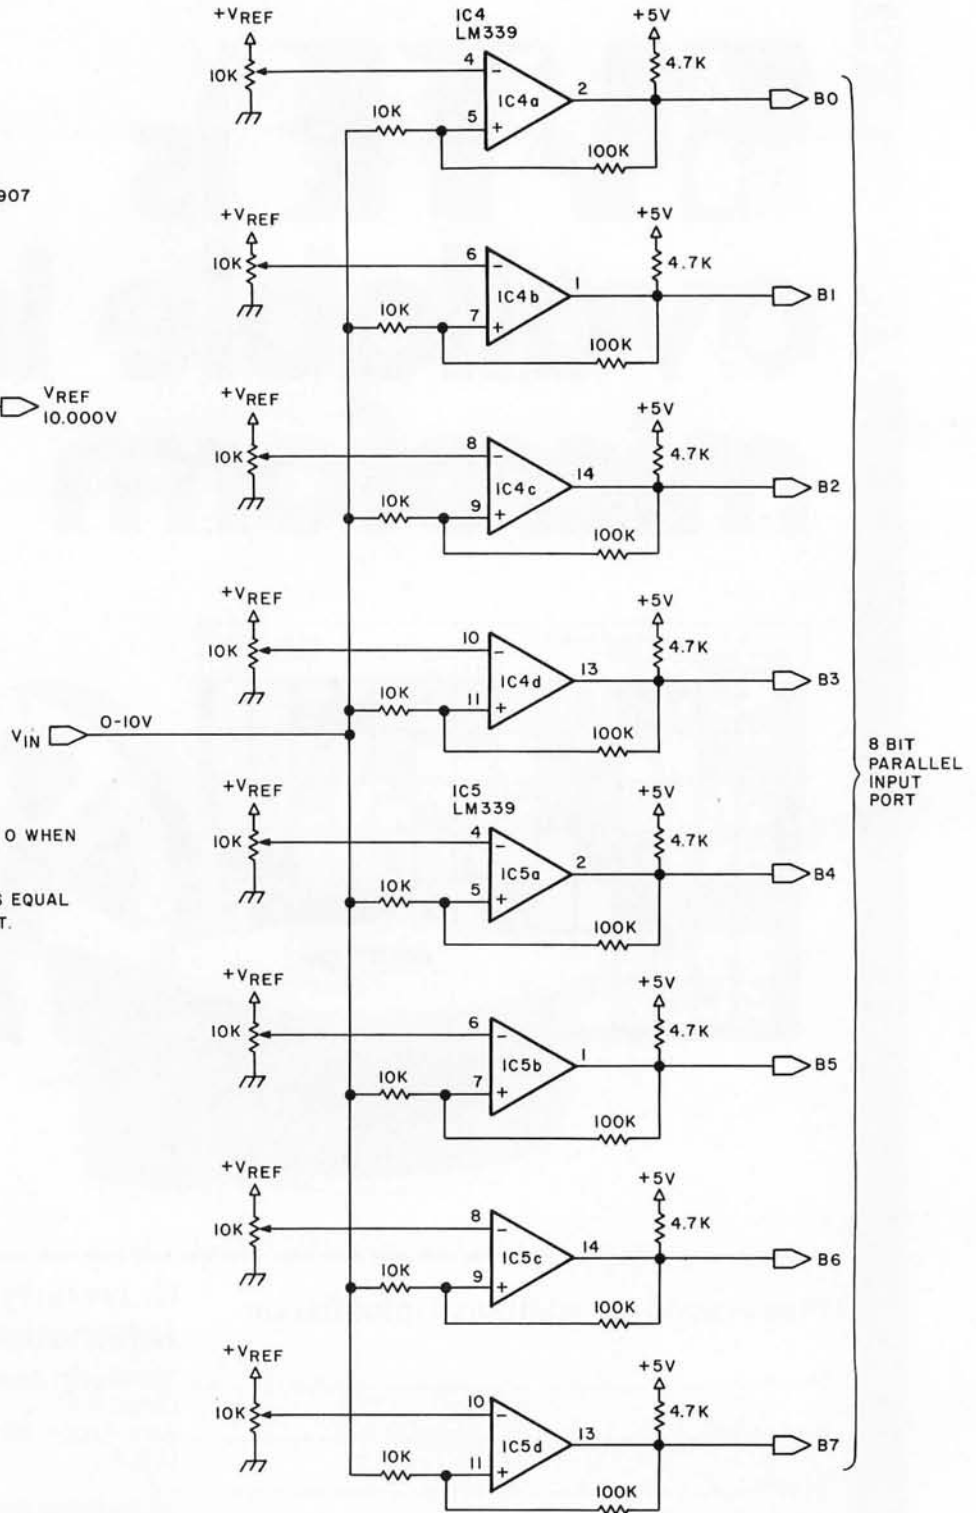 +VREF
IC4
LM339
+5V
10K
4
4.7K
IC4a
2
B0
10K
5
100K
907
+VREF
+5V
10K
6
4.7K
IC4b
1
B1
10K
7
100K
VREF
10.000V
+VREF
+5V
10K
8
4.7K
IC4c
14
B2
10K
9
100K
+VREF
+5V
10K
10
4.7K
IC4d
13
B3
10K
11
100K
VIN
0-10V
8 BIT
PARALLEL
INPUT
PORT
+VREF
IC5
LM339
+5V
0 WHEN
10K
4
4.7K
IC5a
2
B4
10K
5
100K
S EQUAL
T.
+VREF
+5V
10K
6
4.7K
IC5b
1
B5
10K
7
100K
+VREF
+5V
10K
8
4.7K
IC5c
14
B6
10K
9
100K
+VREF
+5V
10K
10
4.7K
IC5d
13
B7
10K
11
100K